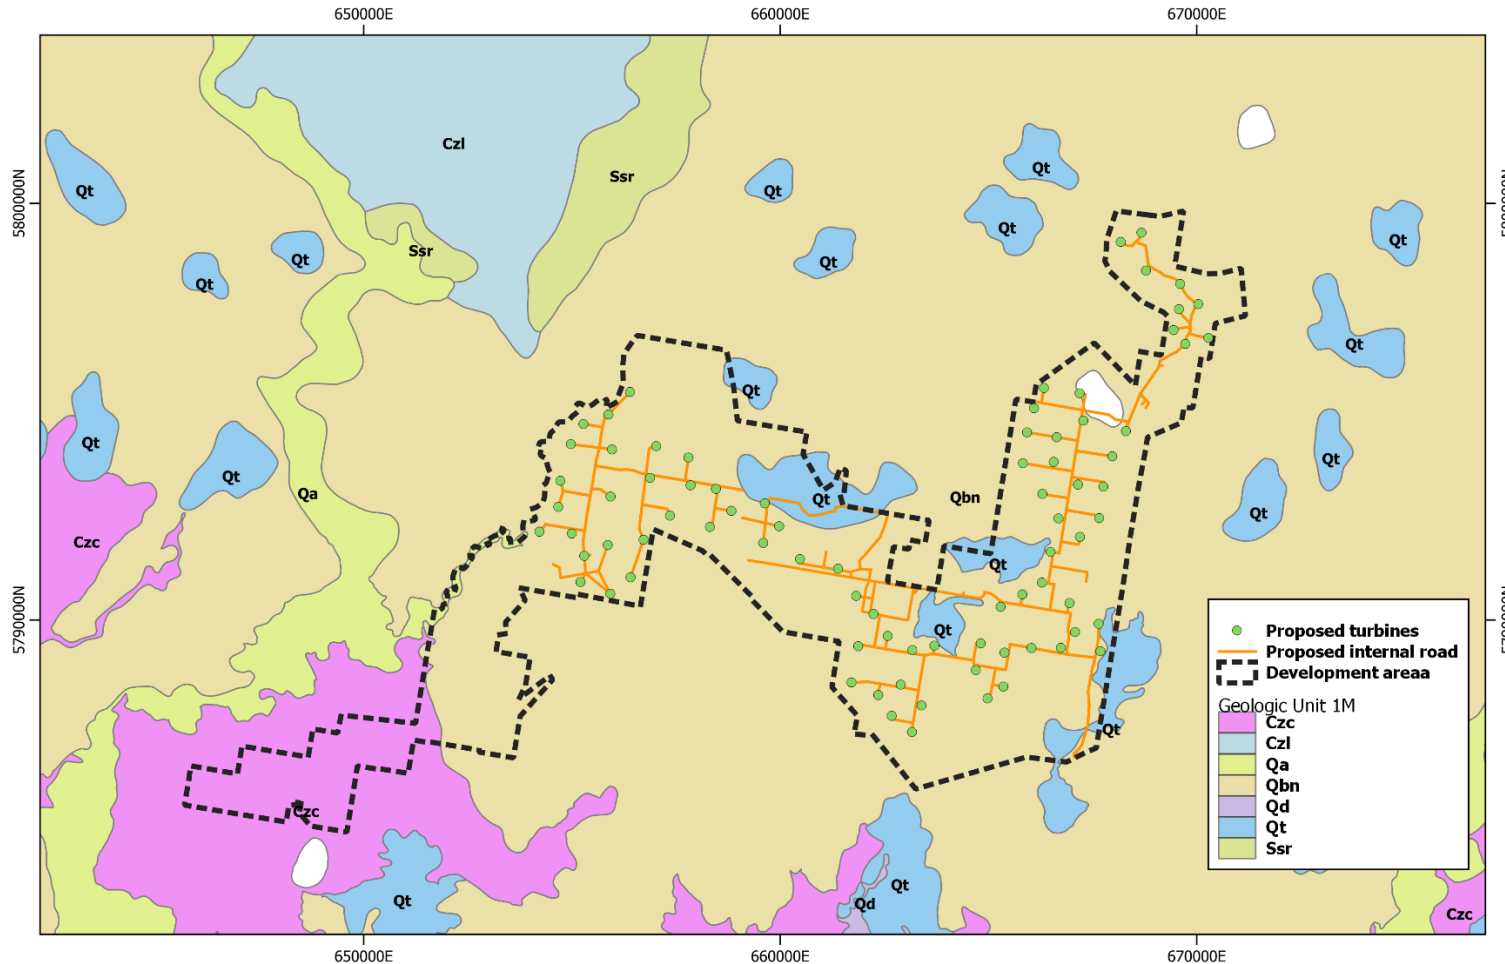 650000E 660000E 670000E
Czl
Ssr
Qt
Qt
Qt
Qt
5800000N
Qt
Ssr
Qt
Qt
Qt
Qt
Qt
Qt
Qt
Qt
Qt
Qt
Qa
Qt
Qbn
Qt
Czc
Qt
5790000N
Qt
Proposed turbines
Proposed internal road
Development areaa
Geologic Unit 1M
Czc
Czl
Qa
Qbn
Qd
Qt
Ssr
Qt
Czc
Qt
Qt
Qd
Czc
650000E 660000E 670000E